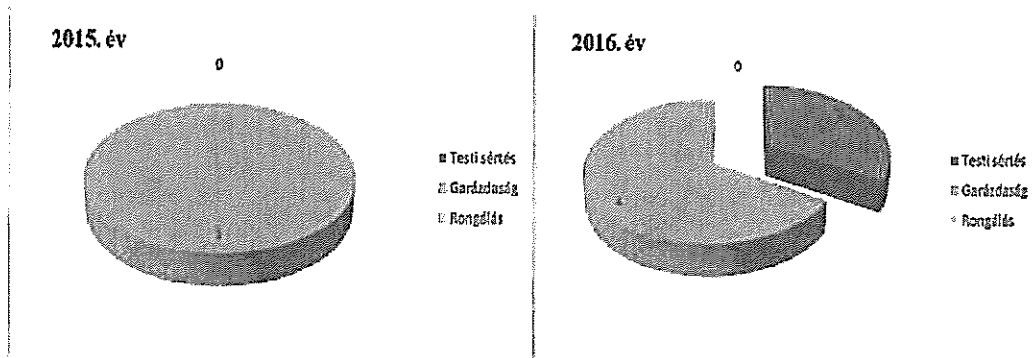 2015. év
0
Testi sértés
Garázdaság
Rongálás
2016. év
0
Testi sértés
Garázdaság
Rongálás